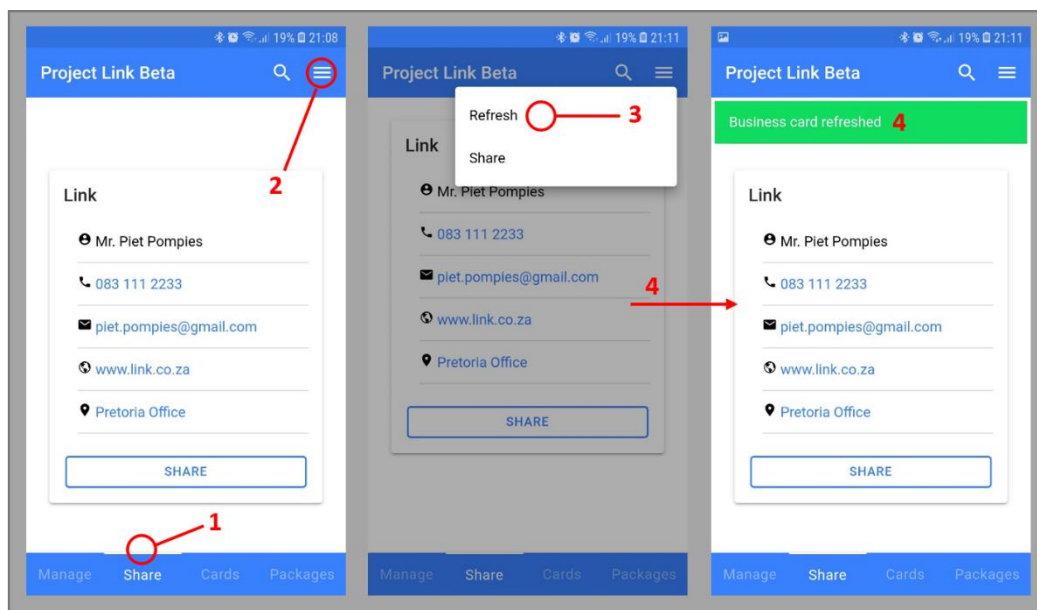 19% 21:08
Project Link Beta
2
Link
Mr. Piet Pompies
083 111 2233
piet.pompies@gmail.com
www.link.co.za
Pretoria Office
SHARE
1
Manage Share Cards Packages
19% 21:11
Project Link Beta
Refresh
3
Share
Link
Mr. Piet Pompies
083 111 2233
piet.pompies@gmail.com
4
www.link.co.za
Pretoria Office
SHARE
Manage Share Cards Packages
19% 21:11
Project Link Beta
Business card refreshed 4
Link
Mr. Piet Pompies
083 111 2233
piet.pompies@gmail.com
www.link.co.za
Pretoria Office
SHARE
Manage Share Cards Packages